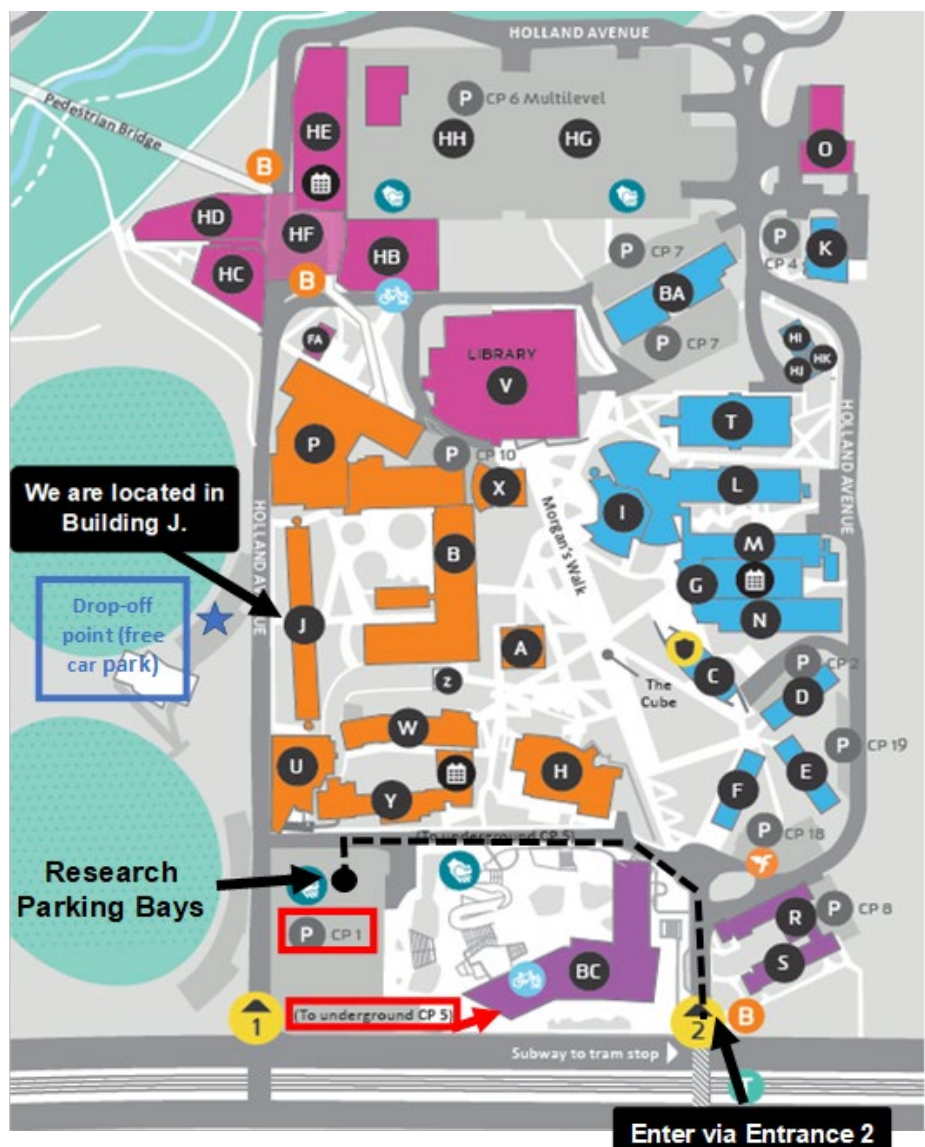 HOLLAND AVENUE
Pedestrian Bridge
P CP 6 Multilevel
HE
HH
HG
O
B
HD
HF
HB
HC
B
P CP 7
P
CP 4
K
BA
P CP 7
FA
HI
HK
HJ
LIBRARY
V
T
P
P CP 10
X
I
L
HOLLAND AVENUE
We are located in
Building J.
HOLLAND AVENUE
Morgan's Walk
B
M
G
N
Drop-off
point (free
car park)
J
A
Z
The
Cube
C
P CP 2
D
W
U
H
Y
P CP 19
E
F
P CP 18
(To underground CP 5)
Research
Parking Bays
P CP 1
R
P CP 8
S
BC
1
(To underground CP 5)
2
B
Subway to tram stop
T
Enter via Entrance 2